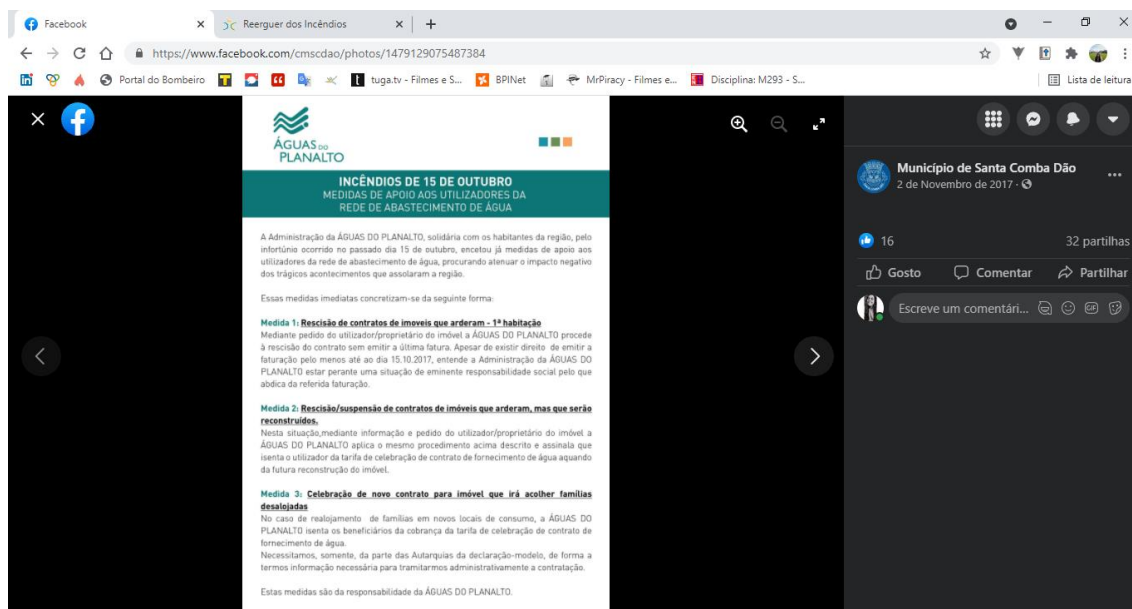 Facebook
Reerguer dos Incêndios
https://www.facebook.com/cmscdao/photos/1479129075487384
Portal do Bombeiro
tuga.tv - Filmes e S...
BPINet
MrPiracy - Filmes e...
Disciplina: M293 - S...
Lista de leitura
ÁGUAS DO
PLANALTO
INCÊNDIOS DE 15 DE OUTUBRO
MEDIDAS DE APOIO AOS UTILIZADORES DA
REDE DE ABASTECIMENTO DE ÁGUA
A Administração da ÁGUAS DO PLANALTO, solidária com os habitantes da região, pelo
infortúnio ocorrido no passado dia 15 de outubro, encetou já medidas de apoio aos
utilizadores da rede de abastecimento de água, procurando atenuar o impacto negativo
dos trágicos acontecimentos que assolaram a região.
Essas medidas imediatas concretizam-se da seguinte forma:
Medida 1: Rescisão de contratos de imoveis que arderam - 1ª habitação
Mediante pedido do utilizador/proprietário do imóvel a ÁGUAS DO PLANALTO procede
à rescisão do contrato sem emitir a última fatura. Apesar de existir direito de emitir a
faturação pelo menos até ao dia 15.10.2017, entende a Administração da ÁGUAS DO
PLANALTO estar perante uma situação de eminente responsabilidade social pelo que
abdica da referida faturação.
Medida 2: Rescisão/suspensão de contratos de imóveis que arderam, mas que serão
reconstruídos.
Nesta situação,mediante informação e pedido do utilizador/proprietário do imóvel a
ÁGUAS DO PLANALTO aplica o mesmo procedimento acima descrito e assinala que
isenta o utilizador da tarifa de celebração de contrato de fornecimento de água aquando
da futura reconstrução do imóvel.
Medida 3: Celebração de novo contrato para imóvel que irá acolher famílias
desalojadas
No caso de realojamento de famílias em novos locais de consumo, a ÁGUAS DO
PLANALTO isenta os beneficiários da cobrança da tarifa de celebração de contrato de
fornecimento de água.
Necessitamos, somente, da parte das Autarquias da declaração-modelo, de forma a
termos informação necessária para tramitarmos administrativamente a contratação.
Estas medidas são da responsabilidade da ÁGUAS DO PLANALTO.
Município de Santa Comba Dão
2 de Novembro de 2017
16
32 partilhas
Gosto
Comentar
Partilhar
Escreve um comentári...
GIF